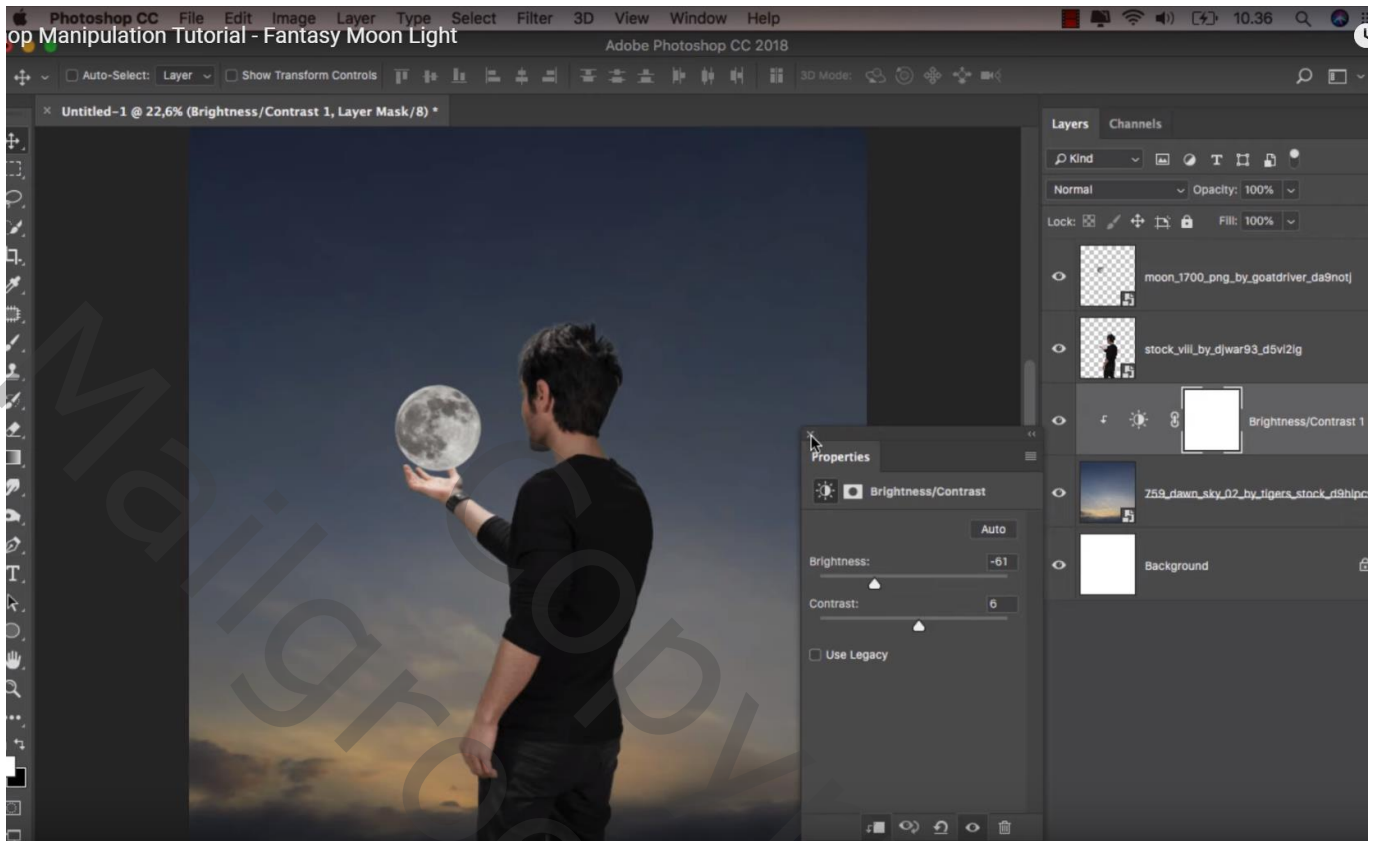 Photoshop CC File Edit Image Layer Type Select Filter 3D View Window Help 10.36
op Manipulation Tutorial - Fantasy Moon Light
Adobe Photoshop CC 2018
Auto-Select: Layer Show Transform Controls 3D Mode:
× Untitled-1 @ 22,6% (Brightness/Contrast 1, Layer Mask/8) *
Layers Channels
Kind
Normal Opacity: 100%
Lock: Fill: 100%
moon_1700_png_by_goatdriver_da9notj
stock_viii_by_djwar93_d5vl2ig
Brightness/Contrast 1
759_dawn_sky_02_by_tigers_stock_d9hlpc
Background
Properties
Brightness/Contrast
Auto
Brightness: -61
Contrast: 6
Use Legacy